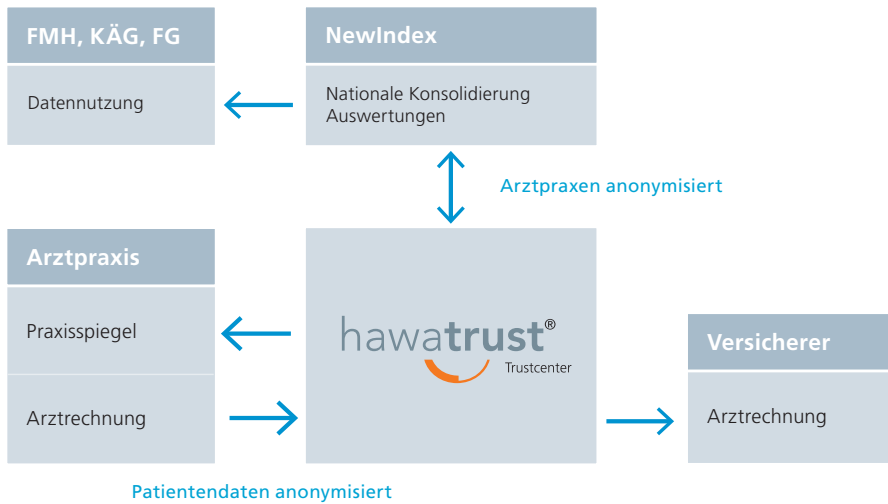 FMH, KÄG, FG
Datennutzung
NewIndex
Nationale Konsolidierung
Auswertungen
Arztpraxen anonymisiert
Arztpraxis
Praxisspiegel
Arztrechnung
hawatrust®
Trustcenter
Versicherer
Arztrechnung
Patientendaten anonymisiert